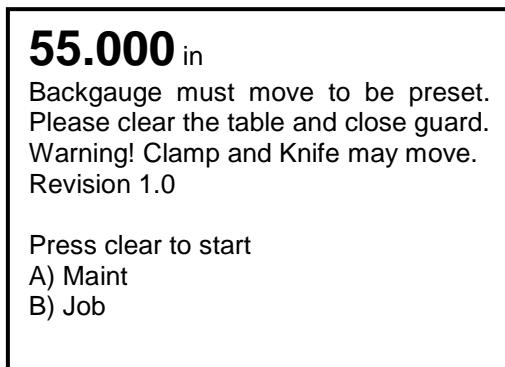 55.000 in
Backgauge must move to be preset.
Please clear the table and close guard.
Warning! Clamp and Knife may move.
Revision 1.0
Press clear to start
A) Maint
B) Job